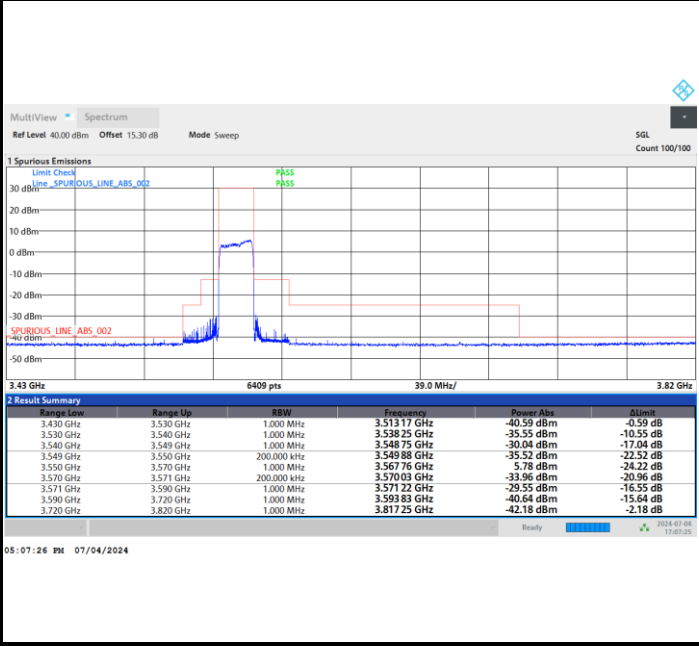 MultiView Spectrum
Ref Level 40.00 dBm Offset 15.30 dB Mode Sweep SGL
Count 100/100
1 Spurious Emissions
Limit Check PASS
Line _SPURIOUS_LINE_ABS_002 PASS
30 dBm
20 dBm
10 dBm
0 dBm
-10 dBm
-20 dBm
-30 dBm
_SPURIOUS_LINE_ABS_002
-40 dBm
-50 dBm
3.43 GHz 6409 pts 39.0 MHz/ 3.82 GHz
2 Result Summary
Range Low Range Up RBW Frequency Power Abs ΔLimit
3.430 GHz 3.530 GHz 1.000 MHz 3.513 17 GHz -40.59 dBm -0.59 dB
3.530 GHz 3.540 GHz 1.000 MHz 3.538 25 GHz -35.55 dBm -10.55 dB
3.540 GHz 3.549 GHz 1.000 MHz 3.548 75 GHz -30.04 dBm -17.04 dB
3.549 GHz 3.550 GHz 200.000 kHz 3.549 88 GHz -35.52 dBm -22.52 dB
3.550 GHz 3.570 GHz 1.000 MHz 3.567 76 GHz 5.78 dBm -24.22 dB
3.570 GHz 3.571 GHz 200.000 kHz 3.570 03 GHz -33.96 dBm -20.96 dB
3.571 GHz 3.590 GHz 1.000 MHz 3.571 22 GHz -29.55 dBm -16.55 dB
3.590 GHz 3.720 GHz 1.000 MHz 3.593 83 GHz -40.64 dBm -15.64 dB
3.720 GHz 3.820 GHz 1.000 MHz 3.817 25 GHz -42.18 dBm -2.18 dB
Ready 2024-07-04
17:07:25
05:07:26 PM 07/04/2024